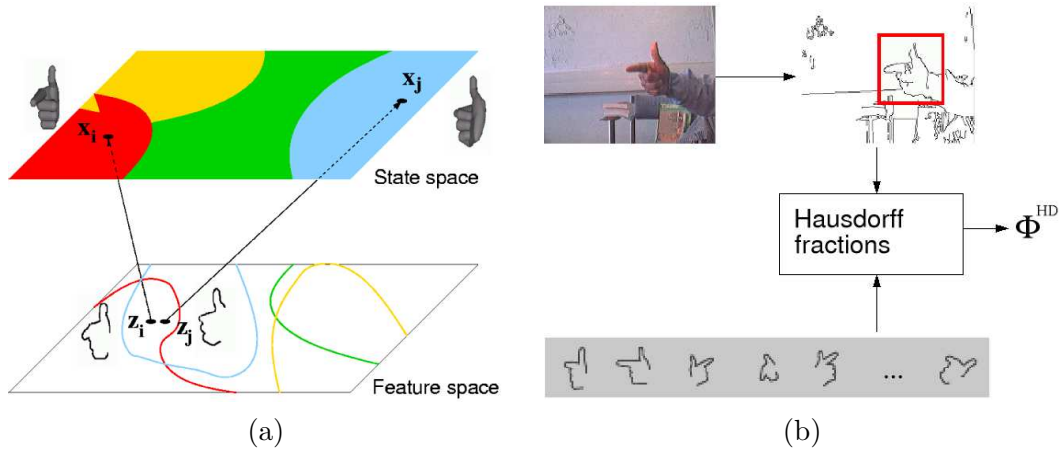 x_i
x_j
State space
z_i
z_j
Feature space
(a)
Hausdorff
fractions
Φ^HD
...
(b)